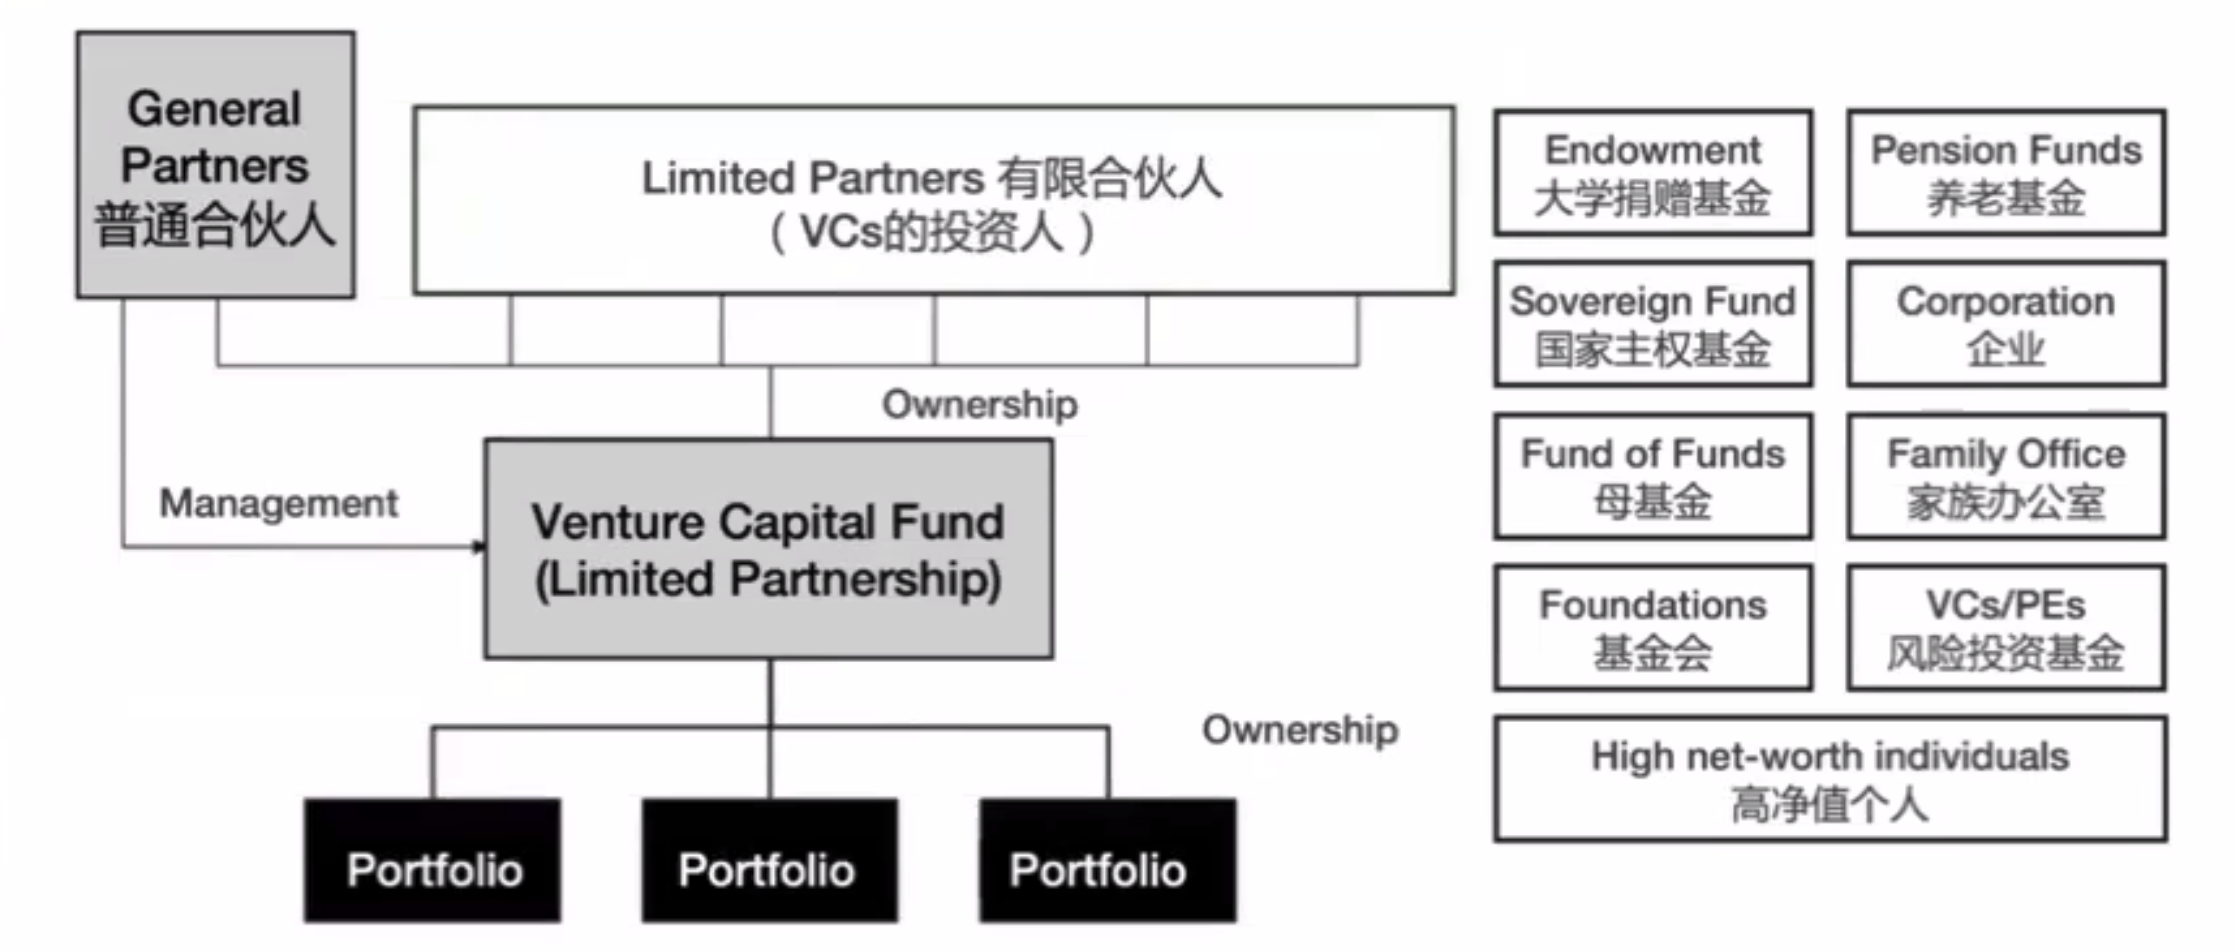 General
Partners
普通合伙人
Limited Partners 有限合伙人
（ VCs的投资人 ）
Ownership
Management
Venture Capital Fund
(Limited Partnership)
Ownership
Portfolio
Portfolio
Portfolio
Endowment
大学捐赠基金
Pension Funds
养老基金
Sovereign Fund
国家主权基金
Corporation
企业
Fund of Funds
母基金
Family Office
家族办公室
Foundations
基金会
VCs/PEs
风险投资基金
High net-worth individuals
高净值个人